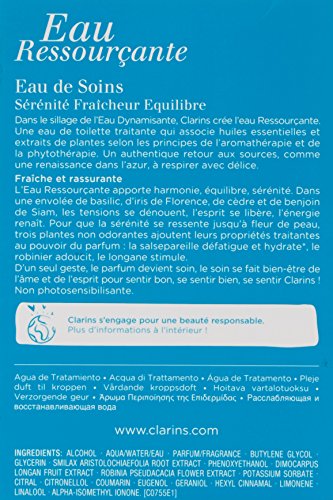 Eau
Ressourçante
Eau de Soins
Sérénité Fraîcheur Equilibre
Dans le sillage de l'Eau Dynamisante, Clarins crée l'eau Ressourçante.
Une eau de toilette traitante qui associe huiles essentielles et
extraits de plantes selon les principes de l'aromathérapie et de
la phytothérapie. Un authentique retour aux sources, comme
une renaissance dans l'azur, à respirer avec délice.
Fraîche et rassurante
L'Eau Ressourçante apporte harmonie, équilibre, sérénité. Dans
une envolée de basilic, d'iris de Florence, de cèdre et de benjoin
de Siam, les tensions se dénouent, l'esprit se libère, l'énergie
renaît. Pour que la sérénité se ressente jusqu'à fleur de peau,
trois plantes non odorantes ajoutent leurs propriétés traitantes
au pouvoir du parfum : la salsepareille défatigue et hydrate*, le
robinier adoucit, le longane stimule.
D'un seul geste, le parfum devient soin, le soin se fait bien-être de
l'âme et de l'esprit pour sentir bon, se sentir bien, se sentir Clarins !
Non photosensibilisante.
Clarins s'engage pour une beauté responsable.
Plus d'informations à l'intérieur !
Agua de Tratamiento • Acqua di Trattamento • Água de Tratamento • Pleje
duft til kroppen • Vårdande kroppsdoft • Hoitava vartalotuoksu •
Verzorgende geur • Άρωμα Περιποίησης της Επιδερμίδας • Расслабляющая и
восстанавливающая вода
www.clarins.com
INGREDIENTS: ALCOHOL - AQUA/WATER/EAU - PARFUM/FRAGRANCE - BUTYLENE GLYCOL -
GLYCERIN - SMILAX ARISTOLOCHIAEFOLIA ROOT EXTRACT - PHENOXYETHANOL - DIMOCARPUS
LONGAN FRUIT EXTRACT - ROBINIA PSEUDACACIA FLOWER EXTRACT - POTASSIUM SORBATE -
CITRAL - CITRONELLOL - COUMARIN - EUGENOL - GERANIOL - HEXYL CINNAMAL - LIMONENE -
LINALOOL - ALPHA-ISOMETHYL IONONE. [C0755E1]